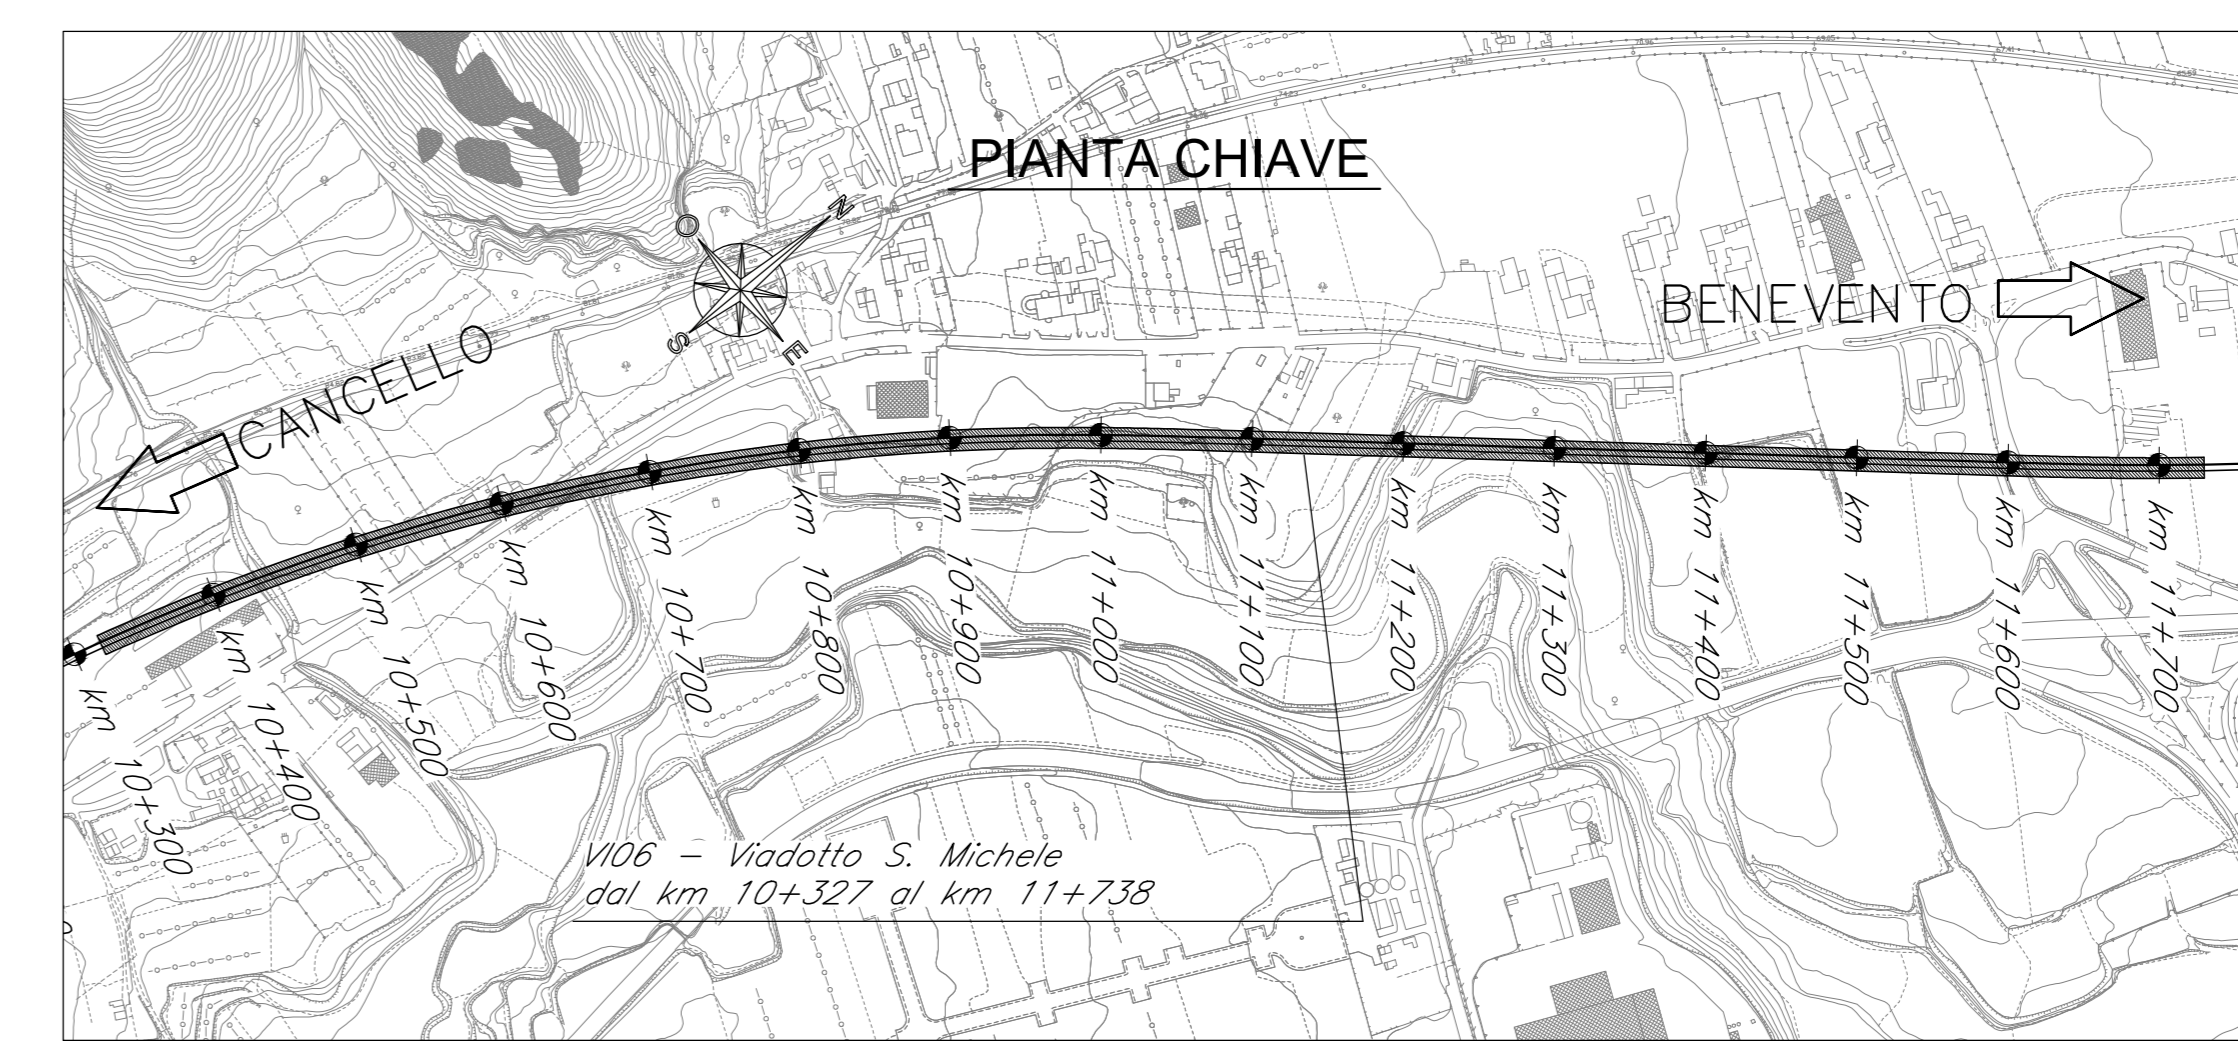 PIANTA CHIAVE
N
O
S
E
CANCELLO
BENEVENTO
km 10+300
km 10+400
km 10+500
km 10+600
km 10+700
km 10+800
km 10+900
km 11+000
km 11+100
km 11+200
km 11+300
km 11+400
km 11+500
km 11+600
km 11+700
VI06 – Viadotto S. Michele
dal km 10+327 al km 11+738